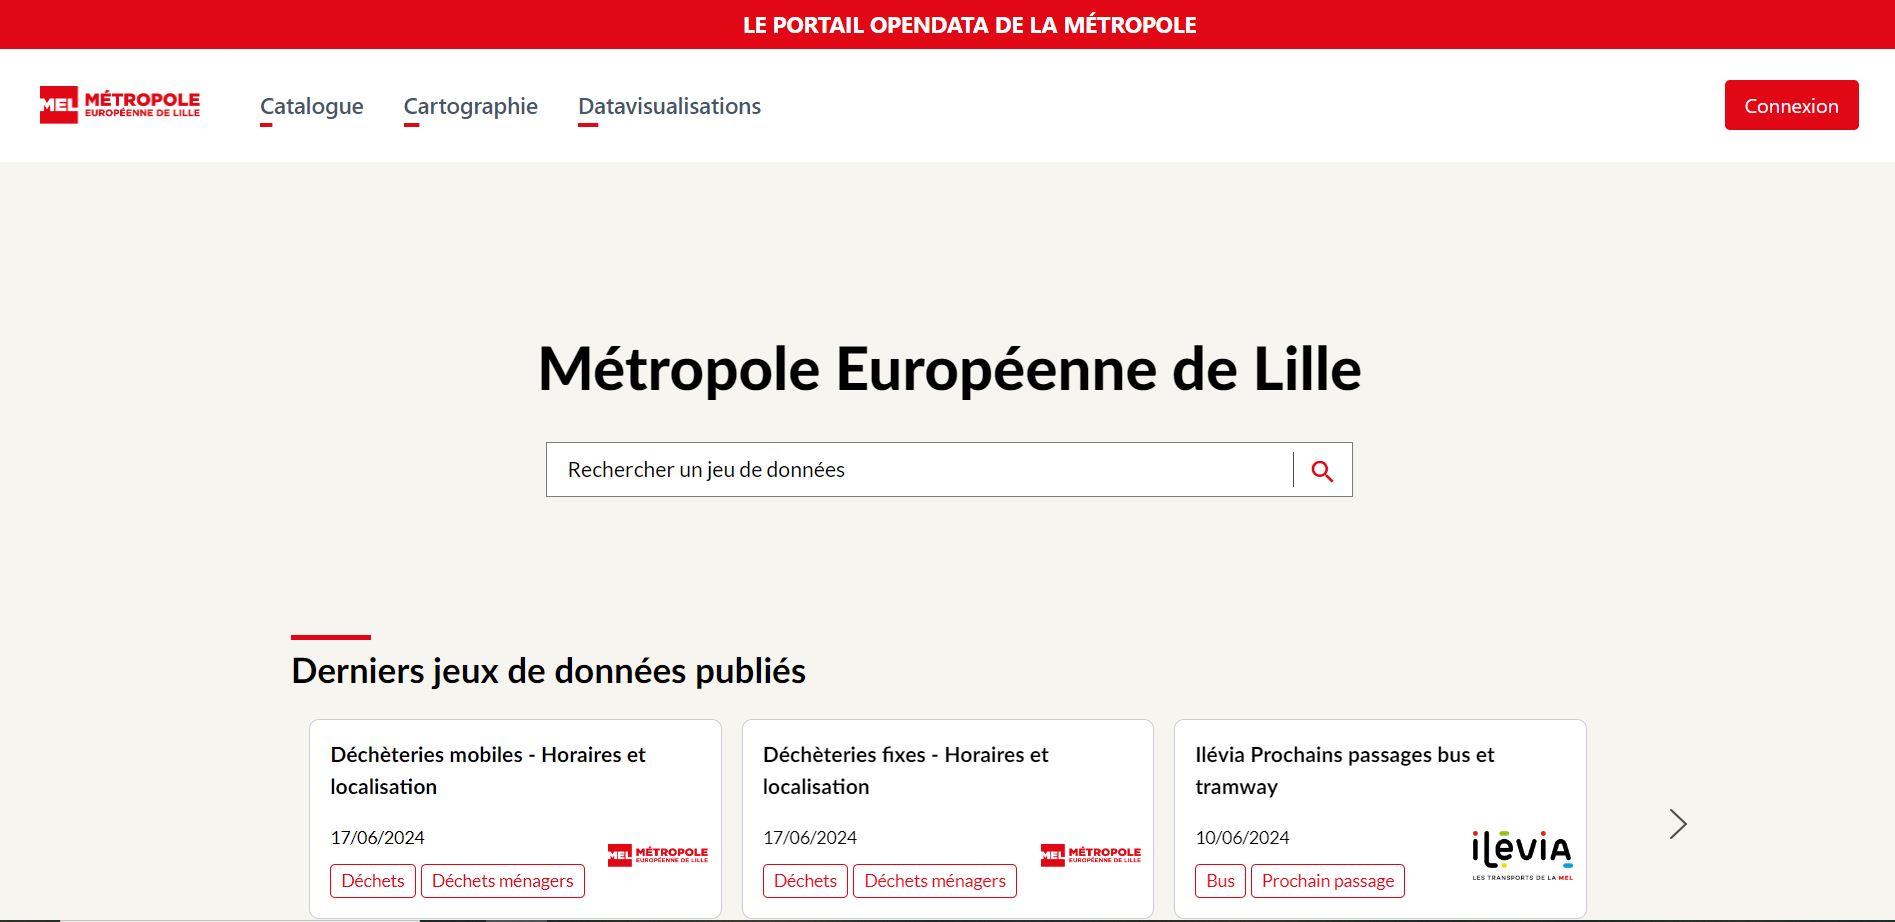 LE PORTAIL OPENDATA DE LA MÉTROPOLE
MEL MÉTROPOLE
EUROPÉENNE DE LILLE
Catalogue
Cartographie
Datavisualisations
Connexion
Métropole Européenne de Lille
Rechercher un jeu de données
Derniers jeux de données publiés
Déchèteries mobiles - Horaires et
localisation
17/06/2024
MEL MÉTROPOLE
EUROPÉENNE DE LILLE
Déchets
Déchets ménagers
Déchèteries fixes - Horaires et
localisation
17/06/2024
MEL MÉTROPOLE
EUROPÉENNE DE LILLE
Déchets
Déchets ménagers
Ilévia Prochains passages bus et
tramway
10/06/2024
ilévia
LES TRANSPORTS DE LA MEL
Bus
Prochain passage